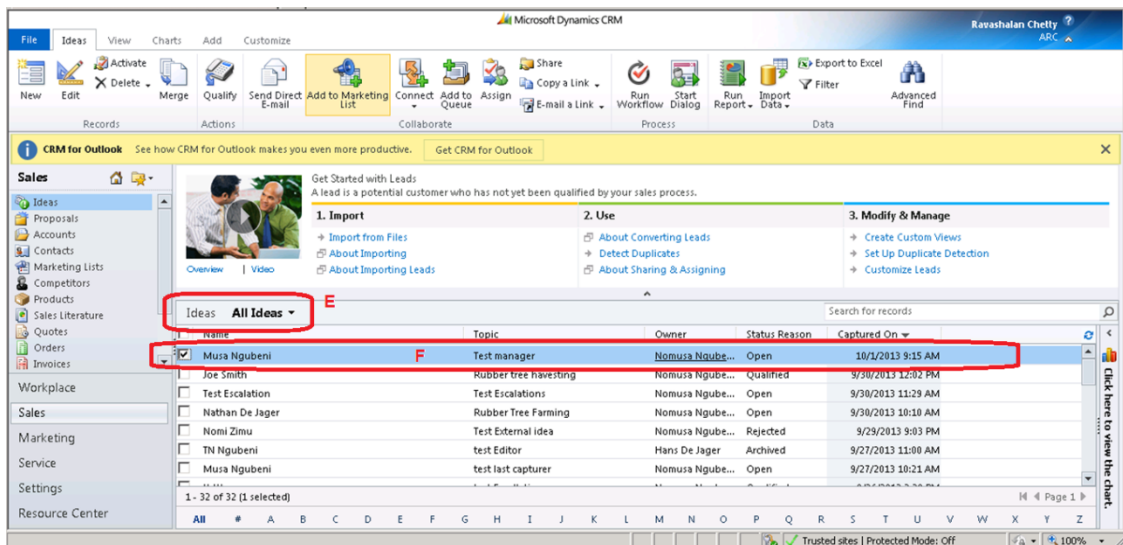 Microsoft Dynamics CRM
Ravashalan Chetty
ARC
File Ideas View Charts Add Customize
New Edit Activate Delete Merge Qualify Send Direct E-mail Add to Marketing List Connect Add to Queue Assign Share Copy a Link E-mail a Link Run Workflow Start Dialog Run Report Import Data Export to Excel Filter Advanced Find
Records Actions Collaborate Process Data
CRM for Outlook See how CRM for Outlook makes you even more productive. Get CRM for Outlook
Sales
Ideas
Proposals
Accounts
Contacts
Marketing Lists
Competitors
Products
Sales Literature
Quotes
Orders
Invoices
Workplace
Sales
Marketing
Service
Settings
Resource Center
Get Started with Leads
A lead is a potential customer who has not yet been qualified by your sales process.
Overview | Video
1. Import
Import from Files
About Importing
About Importing Leads
2. Use
About Converting Leads
Detect Duplicates
About Sharing & Assigning
3. Modify & Manage
Create Custom Views
Set Up Duplicate Detection
Customize Leads
Ideas All Ideas E
Search for records
Name Topic Owner Status Reason Captured On
Musa Ngubeni F Test manager Nomusa Ngube... Open 10/1/2013 9:15 AM
Joe Smith Rubber tree havesting Nomusa Ngube... Qualified 9/30/2013 12:02 PM
Test Escalation Test Escalations Nomusa Ngube... Open 9/30/2013 11:29 AM
Nathan De Jager Rubber Tree Farming Nomusa Ngube... Open 9/30/2013 10:10 AM
Nomi Zimu Test External idea Nomusa Ngube... Rejected 9/29/2013 9:03 PM
TN Ngubeni test Editor Hans De Jager Archived 9/27/2013 11:00 AM
Musa Ngubeni test last capturer Nomusa Ngube... Open 9/27/2013 10:21 AM
1 - 32 of 32 (1 selected) Page 1
All # A B C D E F G H I J K L M N O P Q R S T U V W X Y Z
Click here to view the chart.
Trusted sites | Protected Mode: Off 100%